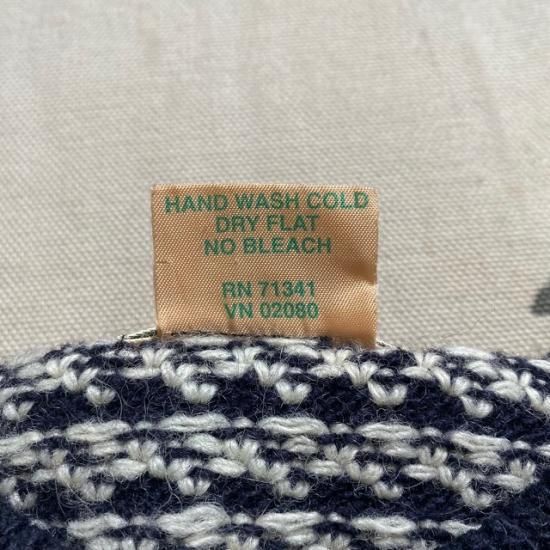 HAND WASH COLD
DRY FLAT
NO BLEACH
RN 71341
VN 02080